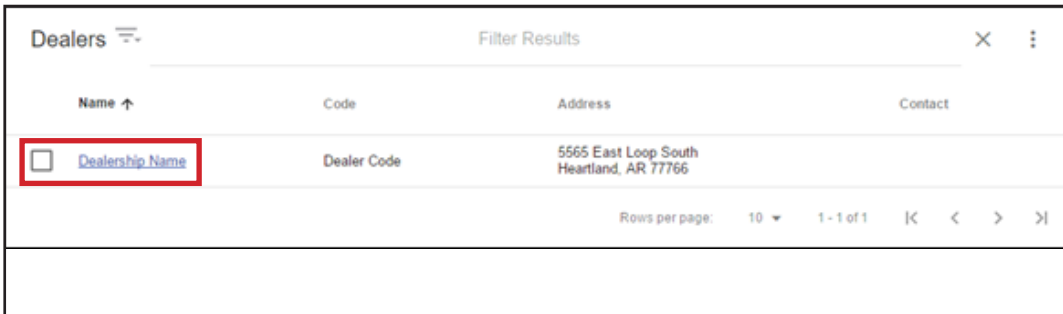 Dealers
Filter Results
Name Code Address Contact
Dealership Name Dealer Code 5565 East Loop South
Heartland, AR 77766
Rows per page: 10 1 - 1 of 1